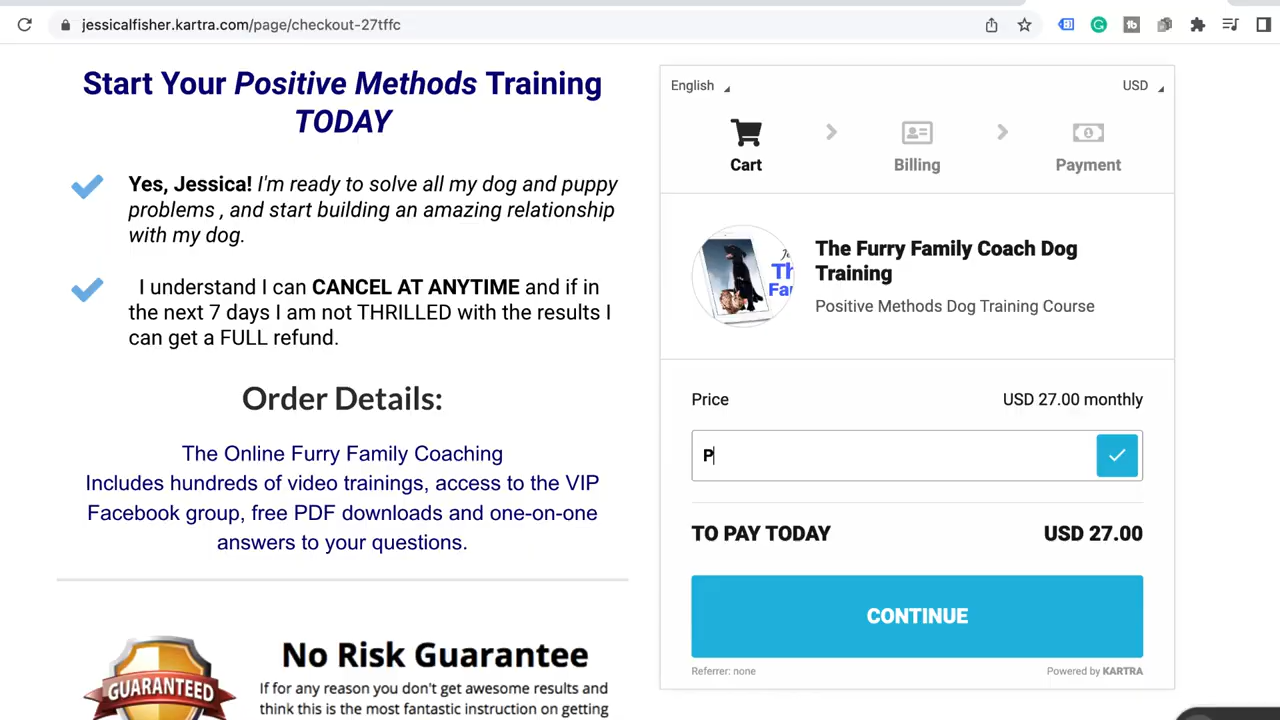 jessicalfisher.kartra.com/page/checkout-27tffc
Start Your Positive Methods Training
TODAY
Yes, Jessica! I'm ready to solve all my dog and puppy
problems , and start building an amazing relationship
with my dog.
I understand I can CANCEL AT ANYTIME and if in
the next 7 days I am not THRILLED with the results I
can get a FULL refund.
Order Details:
The Online Furry Family Coaching
Includes hundreds of video trainings, access to the VIP
Facebook group, free PDF downloads and one-on-one
answers to your questions.
GUARANTEED
No Risk Guarantee
If for any reason you don't get awesome results and
think this is the most fantastic instruction on getting
English
USD
Cart
Billing
Payment
The Furry Family Coach Dog
Training
Positive Methods Dog Training Course
Price
USD 27.00 monthly
P
TO PAY TODAY
USD 27.00
CONTINUE
Referrer: none
Powered by KARTRA